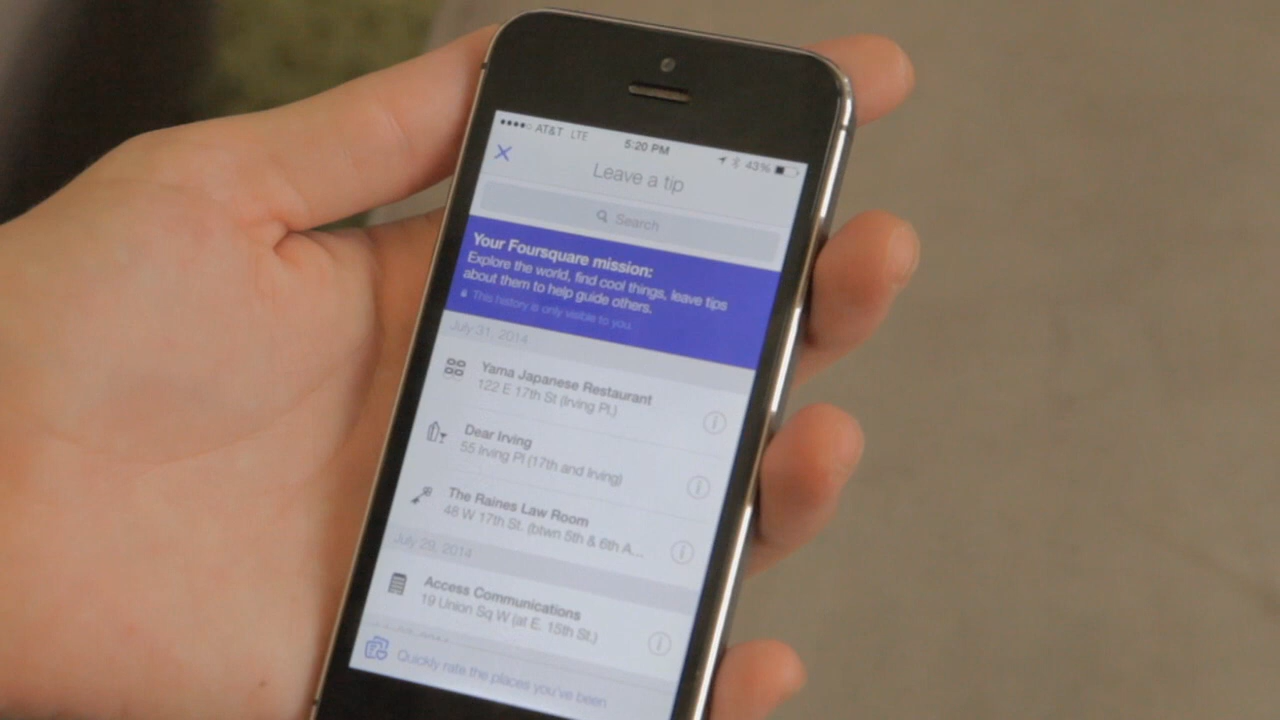 AT&T LTE 5:20 PM 43%
Leave a tip
Search
Your Foursquare mission:
Explore the world, find cool things, leave tips
about them to help guide others.
This history is only visible to you.
July 31, 2014
Yama Japanese Restaurant
122 E 17th St (Irving Pl.)
Dear Irving
55 Irving Pl (17th and Irving)
The Raines Law Room
48 W 17th St. (btwn 5th & 6th A...
July 29, 2014
Access Communications
19 Union Sq W (at E. 15th St.)
Quickly rate the places you've been